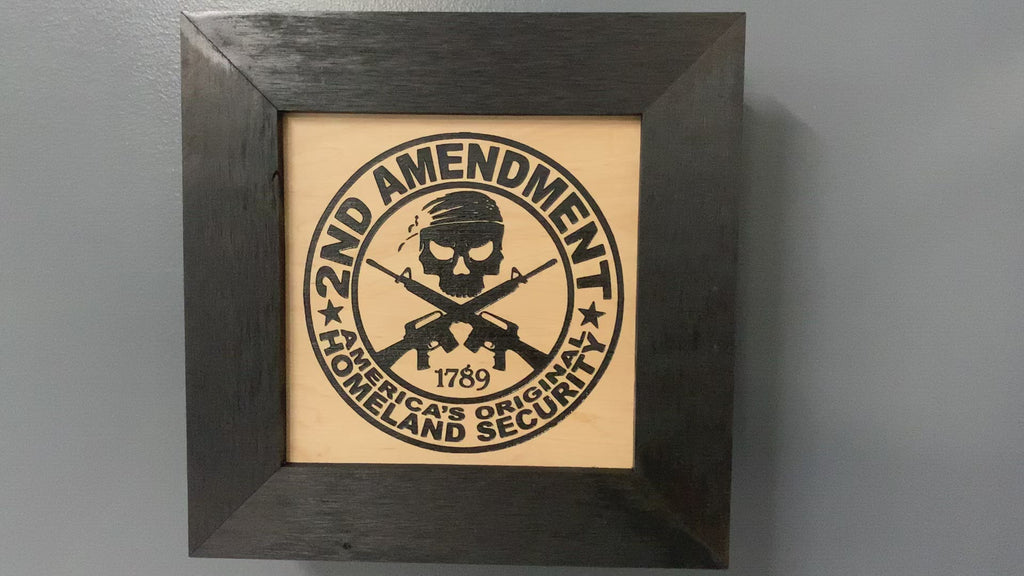 2ND AMENDMENT
1789
AMERICA'S ORIGINAL
HOMELAND SECURITY